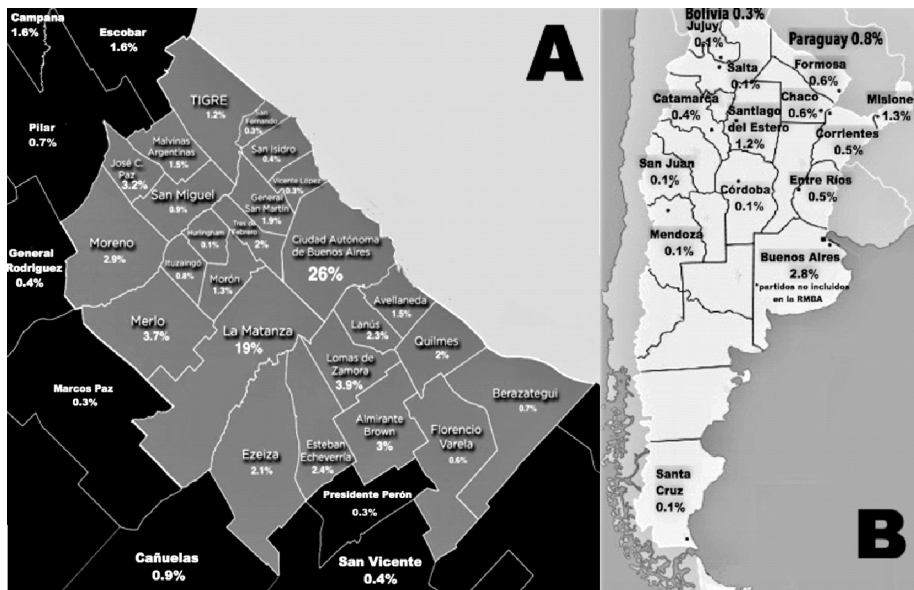 A
Campana
1.6%
Escobar
1.6%
TIGRE
1.2%
San
Fernando
0.3%
Pilar
0.7%
Malvinas
Argentinas
1.5%
San Isidro
0.4%
José C.
Paz
3.2%
Vicente López
0.3%
San Miguel
0.9%
General
San Martín
1.9%
Hurlingham
0.1%
Tres de
Febrero
2%
Ciudad Autónoma
de Buenos Aires
26%
Moreno
2.9%
General
Rodriguez
0.4%
Ituzaingó
0.8%
Morón
1.3%
Avellaneda
1.5%
Merlo
3.7%
La Matanza
19%
Lanús
2.3%
Quilmes
2%
Lomas de
Zamora
3.9%
Marcos Paz
0.3%
Berazategui
0.7%
Almirante
Brown
3%
Florencio
Varela
0.6%
Ezeiza
2.1%
Esteban
Echeverría
2.4%
Presidente Perón
0.3%
Cañuelas
0.9%
San Vicente
0.4%
Bolivia 0.3%
Jujuy
0.1%
Paraguay 0.8%
Salta
0.1%
Formosa
0.6%
Catamarca
0.4%
Santiago
del Estero
1.2%
Chaco
0.6%
Misione
1.3%
Corrientes
0.5%
San Juan
0.1%
Córdoba
0.1%
Entre Ríos
0.5%
Mendoza
0.1%
Buenos Aires
2.8%
*partidos no incluidos
en la RMBA
Santa
Cruz
0.1%
B